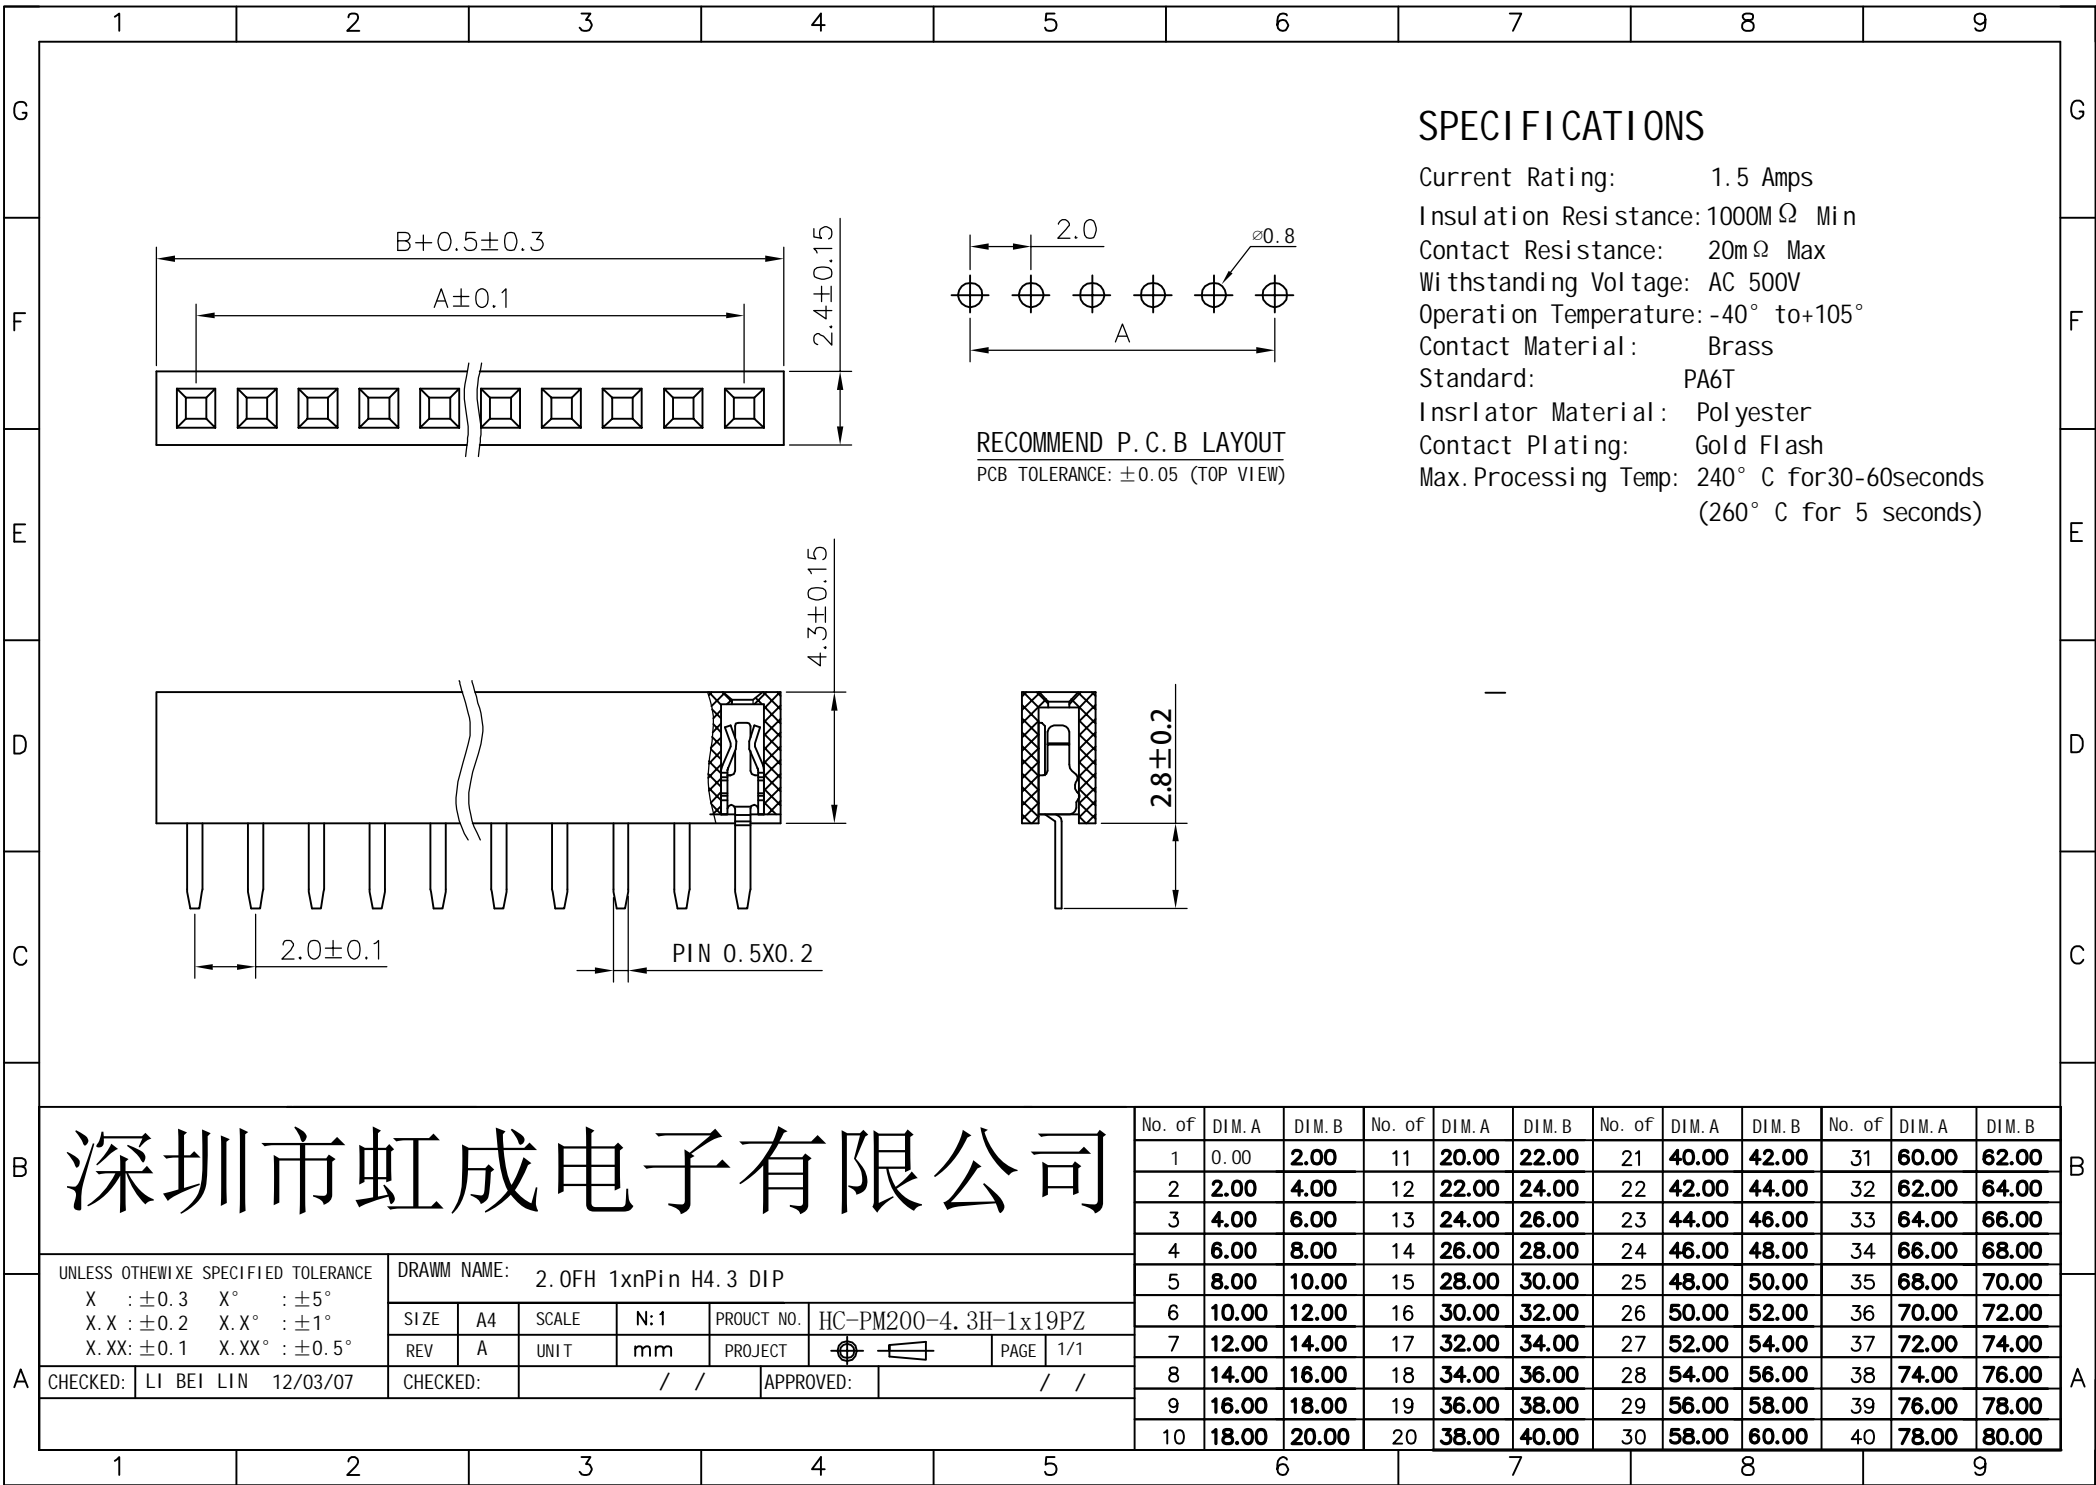 1 2 3 4 5 6 7 8 9
G G
F F
E E
D D
C C
B B
A A
B+0.5±0.3
A±0.1
2.4±0.15
2.0
⌀0.8
A
RECOMMEND P.C.B LAYOUT
PCB TOLERANCE: ±0.05 (TOP VIEW)
SPECIFICATIONS
Current Rating: 1.5 Amps
Insulation Resistance: 1000MΩ Min
Contact Resistance: 20mΩ Max
Withstanding Voltage: AC 500V
Operation Temperature: -40° to+105°
Contact Material: Brass
Standard: PA6T
Insrlator Material: Polyester
Contact Plating: Gold Flash
Max.Processing Temp: 240° C for30-60seconds
(260° C for 5 seconds)
4.3±0.15
2.8±0.2
2.0±0.1
PIN 0.5X0.2
深圳市虹成电子有限公司
UNLESS OTHEWIXE SPECIFIED TOLERANCE
X :±0.3 X° :±5°
X.X :±0.2 X.X° :±1°
X.XX:±0.1 X.XX° :±0.5°
DRAWM NAME: 2.0FH 1xnPin H4.3 DIP
SIZE A4 SCALE N:1 PROUCT NO. HC-PM200-4.3H-1x19PZ
REV A UNIT mm PROJECT PAGE 1/1
CHECKED: LI BEI LIN 12/03/07 CHECKED: / / APPROVED: / /
No. of DIM.A DIM.B No. of DIM.A DIM.B No. of DIM.A DIM.B No. of DIM.A DIM.B
1 0.00 2.00 11 20.00 22.00 21 40.00 42.00 31 60.00 62.00
2 2.00 4.00 12 22.00 24.00 22 42.00 44.00 32 62.00 64.00
3 4.00 6.00 13 24.00 26.00 23 44.00 46.00 33 64.00 66.00
4 6.00 8.00 14 26.00 28.00 24 46.00 48.00 34 66.00 68.00
5 8.00 10.00 15 28.00 30.00 25 48.00 50.00 35 68.00 70.00
6 10.00 12.00 16 30.00 32.00 26 50.00 52.00 36 70.00 72.00
7 12.00 14.00 17 32.00 34.00 27 52.00 54.00 37 72.00 74.00
8 14.00 16.00 18 34.00 36.00 28 54.00 56.00 38 74.00 76.00
9 16.00 18.00 19 36.00 38.00 29 56.00 58.00 39 76.00 78.00
10 18.00 20.00 20 38.00 40.00 30 58.00 60.00 40 78.00 80.00
1 2 3 4 5 6 7 8 9